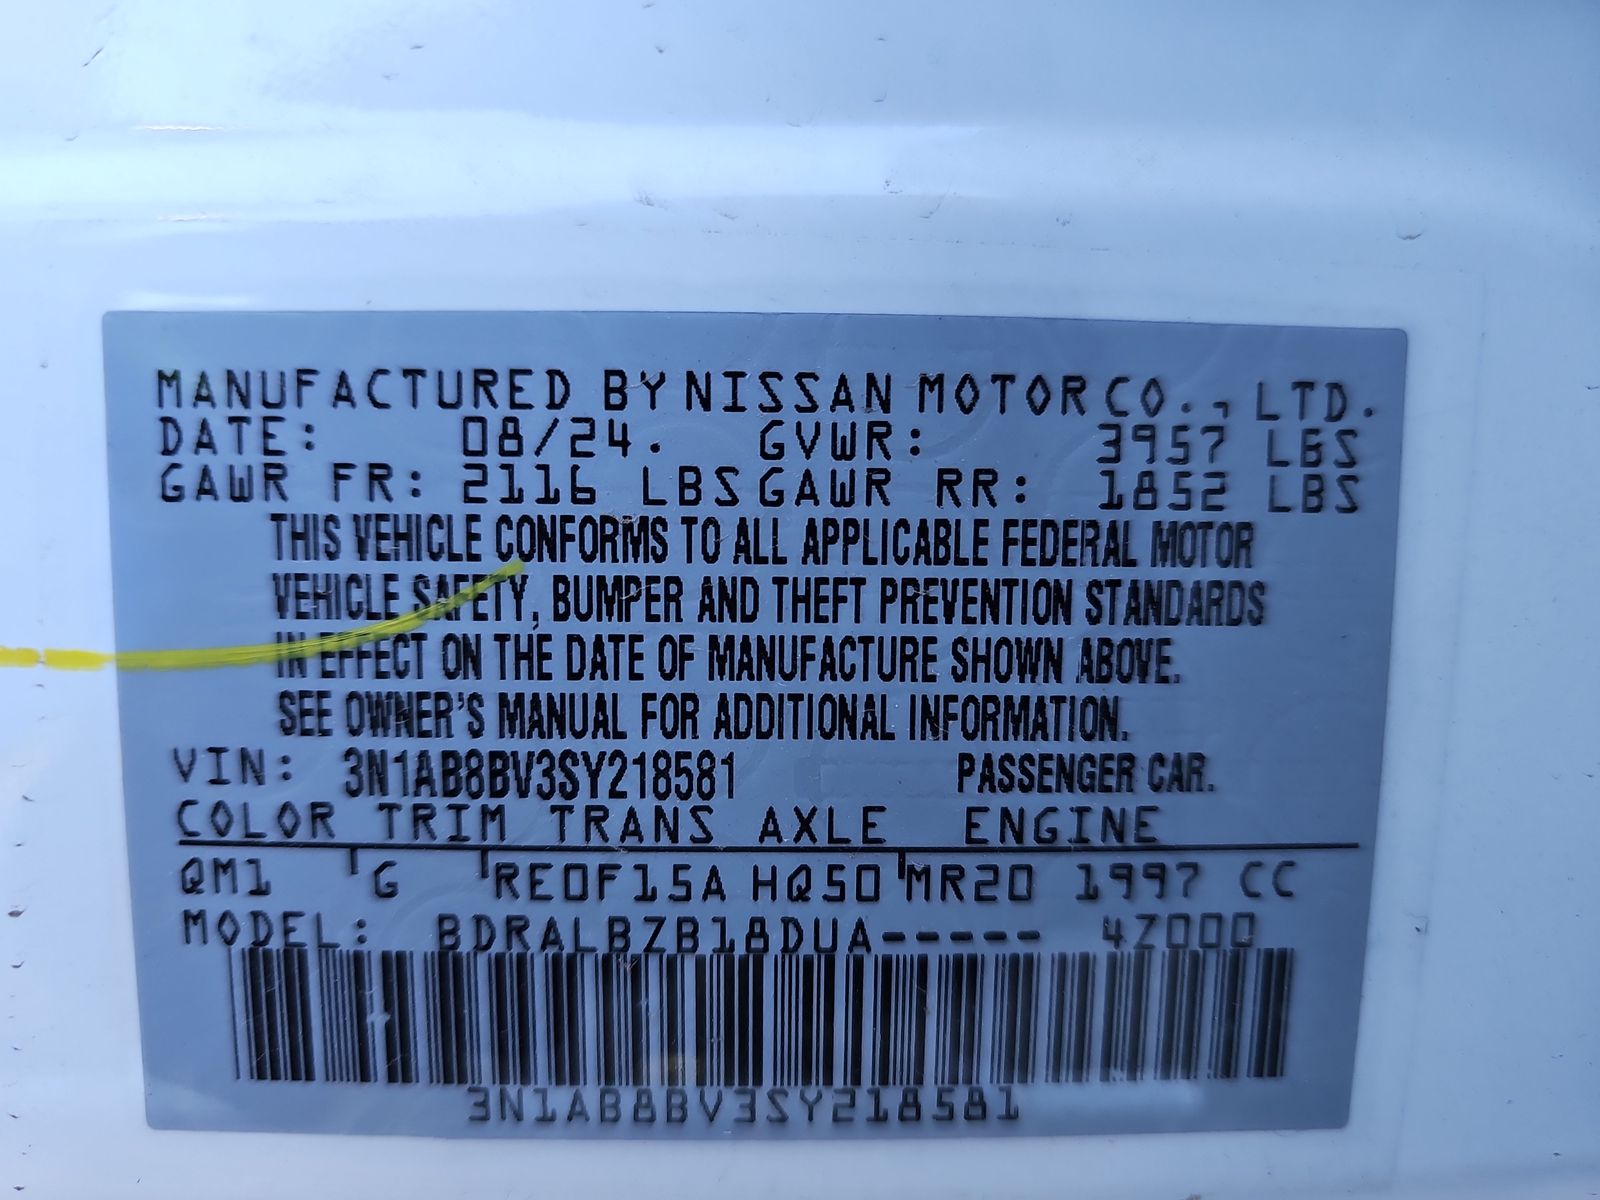 MANUFACTURED BY NISSAN MOTOR CO., LTD.
DATE: 08/24. GVWR: 3957 LBS
GAWR FR: 2116 LBS GAWR RR: 1852 LBS
THIS VEHICLE CONFORMS TO ALL APPLICABLE FEDERAL MOTOR
VEHICLE SAFETY, BUMPER AND THEFT PREVENTION STANDARDS
IN EFFECT ON THE DATE OF MANUFACTURE SHOWN ABOVE.
SEE OWNER'S MANUAL FOR ADDITIONAL INFORMATION.
VIN: 3N1AB8BV3SY218581 PASSENGER CAR.
COLOR TRIM TRANS AXLE ENGINE
QM1 G RE0F15A HQ50 MR20 1997 CC
MODEL: BDRALBZB18DUA----- 4Z000
3N1AB8BV3SY218581